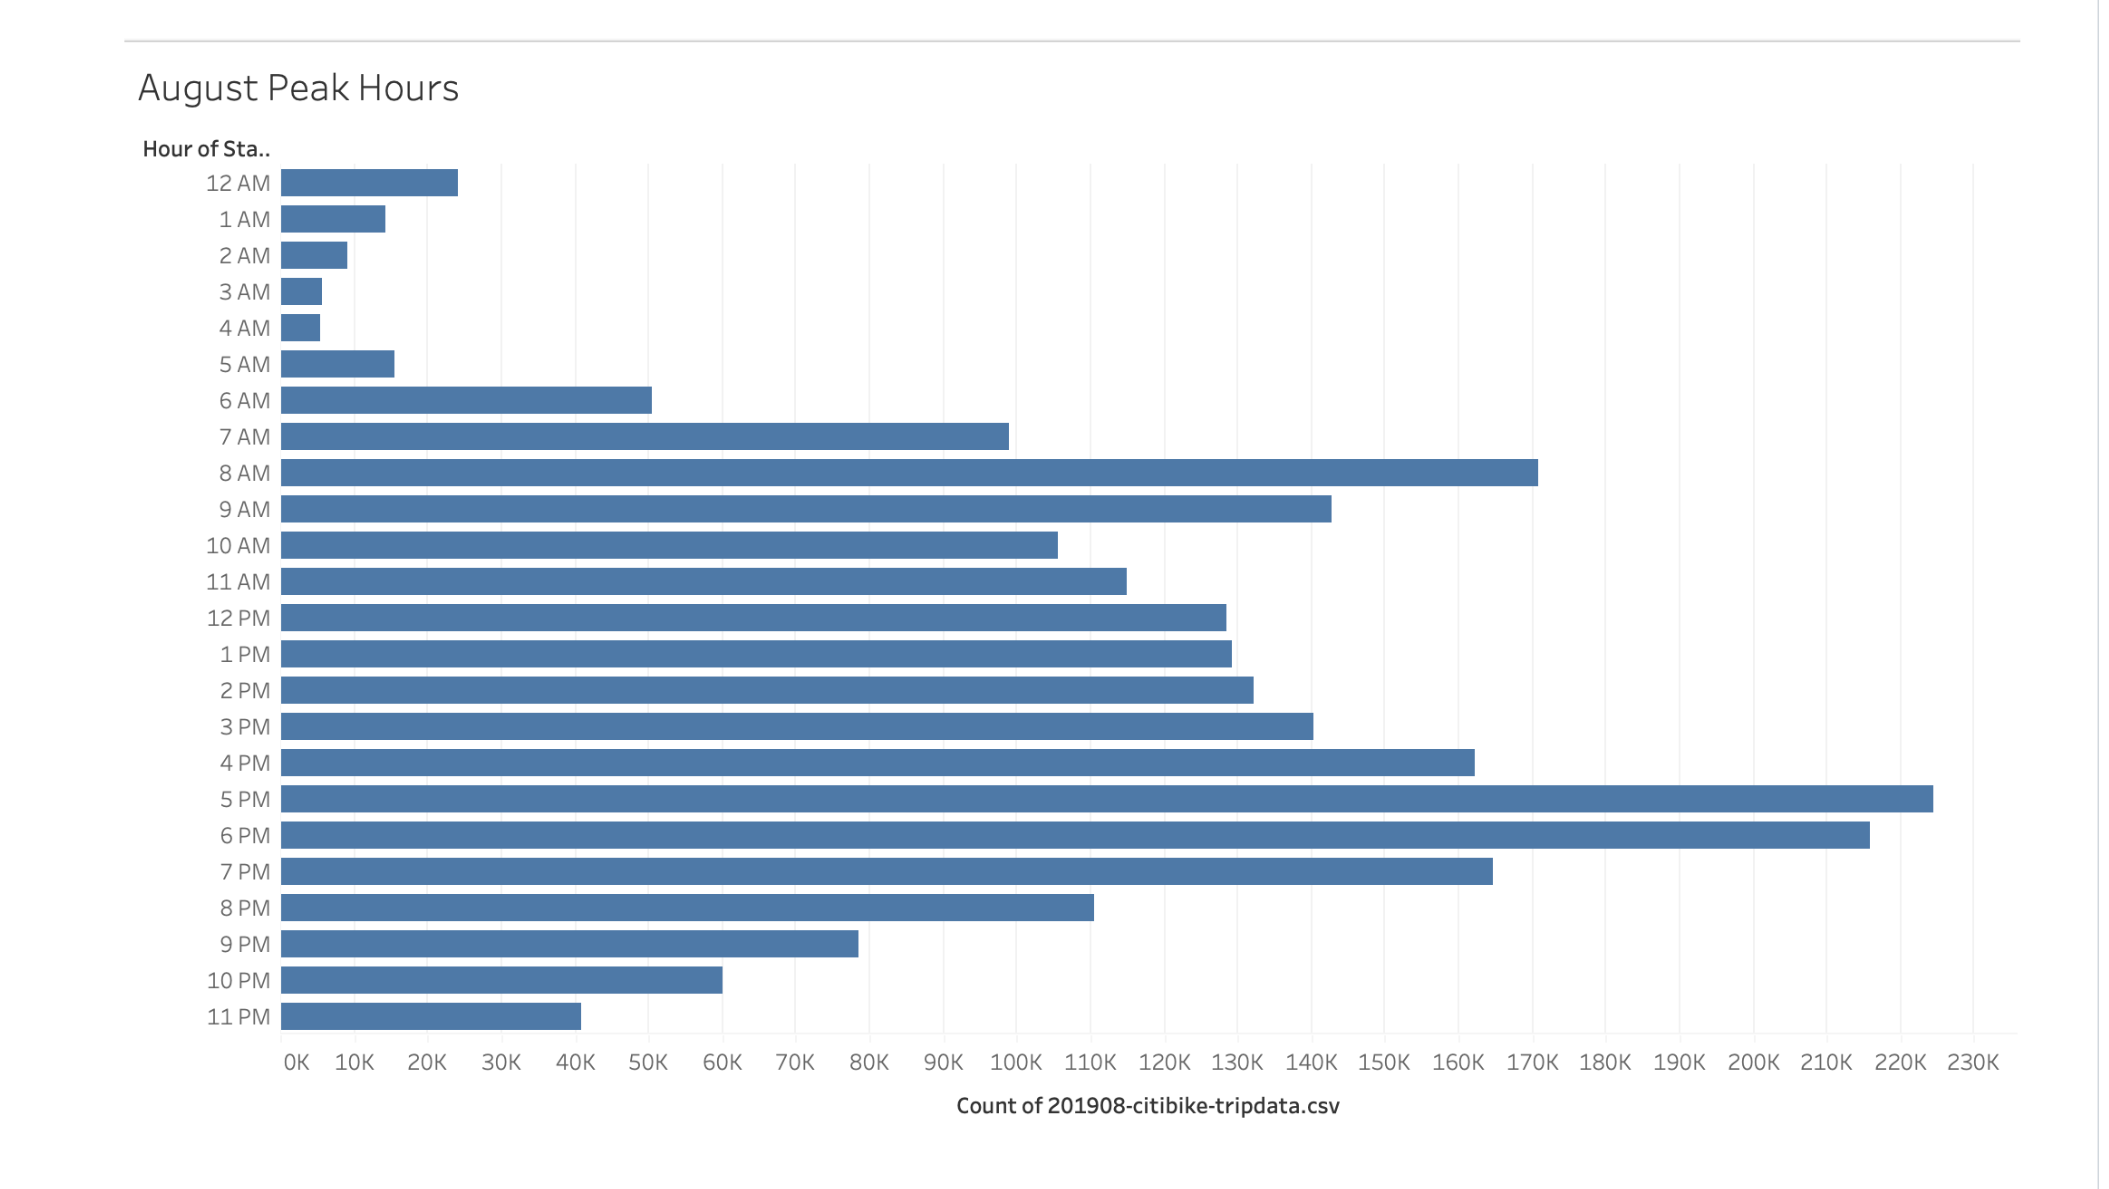 August Peak Hours
Hour of Sta..
12 AM
1 AM
2 AM
3 AM
4 AM
5 AM
6 AM
7 AM
8 AM
9 AM
10 AM
11 AM
12 PM
1 PM
2 PM
3 PM
4 PM
5 PM
6 PM
7 PM
8 PM
9 PM
10 PM
11 PM
0K 10K 20K 30K 40K 50K 60K 70K 80K 90K 100K 110K 120K 130K 140K 150K 160K 170K 180K 190K 200K 210K 220K 230K
Count of 201908-citibike-tripdata.csv